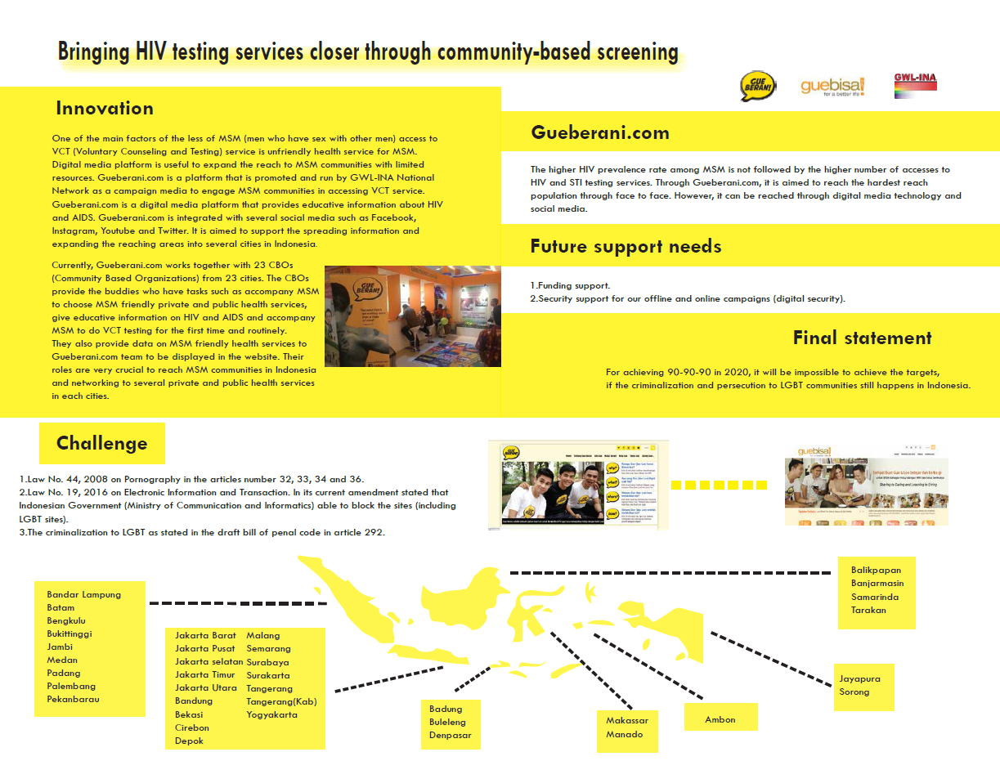 Bringing HIV testing services closer through community-based screening
GUE
BERANI!
guebisa!
for a better life!
GWL-INA
Innovation
One of the main factors of the less of MSM (men who have sex with other men) access to
VCT (Voluntary Counseling and Testing) service is unfriendly health service for MSM.
Digital media platform is useful to expand the reach to MSM communities with limited
resources. Gueberani.com is a platform that is promoted and run by GWL-INA National
Network as a campaign media to engage MSM communities in accessing VCT service.
Gueberani.com is a digital media platform that provides educative information about HIV
and AIDS. Gueberani.com is integrated with several social media such as Facebook,
Instagram, Youtube and Twitter. It is aimed to support the spreading information and
expanding the reaching areas into several cities in Indonesia.
Currently, Gueberani.com works together with 23 CBOs
(Community Based Organizations) from 23 cities. The CBOs
provide the buddies who have tasks such as accompany MSM
to choose MSM friendly private and public health services,
give educative information on HIV and AIDS and accompany
MSM to do VCT testing for the first time and routinely.
They also provide data on MSM friendly health services to
Gueberani.com team to be displayed in the website. Their
roles are very crucial to reach MSM communities in Indonesia
and networking to several private and public health services
in each cities.
GUE
BERANI!
Gueberani.com
The higher HIV prevalence rate among MSM is not followed by the higher number of accesses to
HIV and STI testing services. Through Gueberani.com, it is aimed to reach the hardest reach
population through face to face. However, it can be reached through digital media technology and
social media.
Future support needs
1.Funding support.
2.Security support for our offline and online campaigns (digital security).
Final statement
For achieving 90-90-90 in 2020, it will be impossible to achieve the targets,
if the criminalization and persecution to LGBT communities still happens in Indonesia.
Challenge
1.Law No. 44, 2008 on Pornography in the articles number 32, 33, 34 and 36.
2.Law No. 19, 2016 on Electronic Information and Transaction. In its current amendment stated that
Indonesian Government (Ministry of Communication and Informatics) able to block the sites (including
LGBT sites).
3.The criminalization to LGBT as stated in the draft bill of penal code in article 292.
GUE
BERANI!
guebisa!
Tempat buat Gue & Loe belajar dan berbagi
Sharing is Caring and Learning is Living
Bandar Lampung
Batam
Bengkulu
Bukittinggi
Jambi
Medan
Padang
Palembang
Pekanbarau
Jakarta Barat
Jakarta Pusat
Jakarta selatan
Jakarta Timur
Jakarta Utara
Bandung
Bekasi
Cirebon
Depok
Malang
Semarang
Surabaya
Surakarta
Tangerang
Tangerang(Kab)
Yogyakarta
Badung
Buleleng
Denpasar
Makassar
Manado
Ambon
Jayapura
Sorong
Balikpapan
Banjarmasin
Samarinda
Tarakan